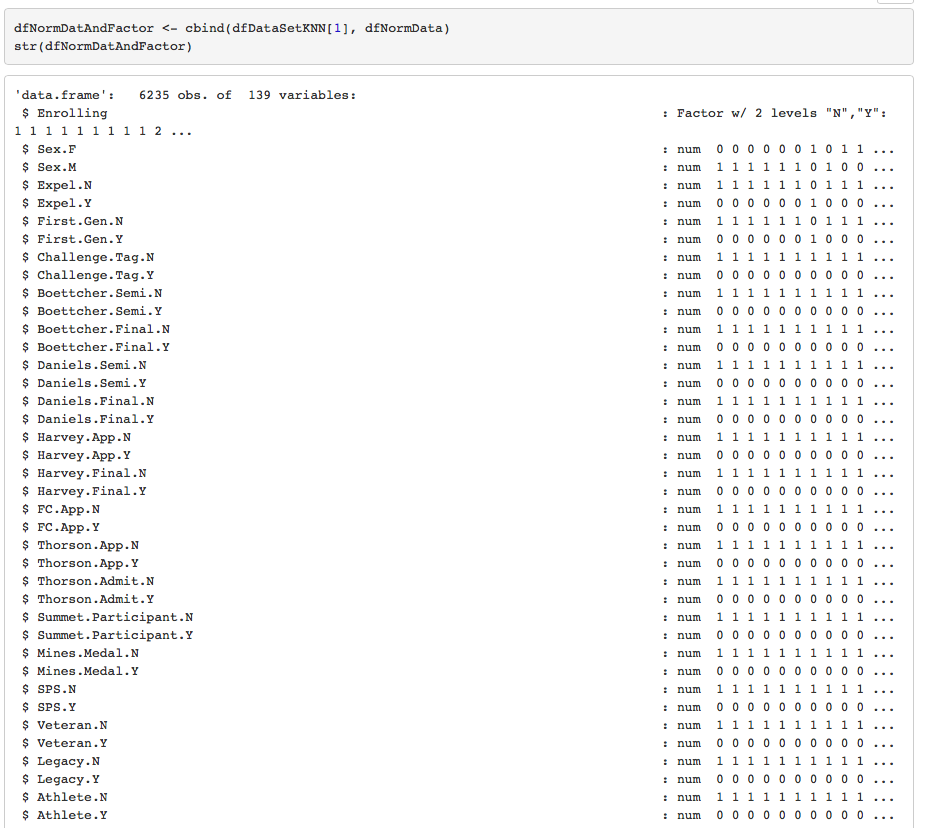 dfNormDatAndFactor <- cbind(dfDataSetKNN[1], dfNormData)
str(dfNormDatAndFactor)
'data.frame':   6235 obs. of  139 variables:
$ Enrolling : Factor w/ 2 levels "N","Y":
1 1 1 1 1 1 1 1 1 2 ...
$ Sex.F : num  0 0 0 0 0 0 1 0 1 1 ...
$ Sex.M : num  1 1 1 1 1 1 0 1 0 0 ...
$ Expel.N : num  1 1 1 1 1 1 0 1 1 1 ...
$ Expel.Y : num  0 0 0 0 0 0 1 0 0 0 ...
$ First.Gen.N : num  1 1 1 1 1 1 0 1 1 1 ...
$ First.Gen.Y : num  0 0 0 0 0 0 1 0 0 0 ...
$ Challenge.Tag.N : num  1 1 1 1 1 1 1 1 1 1 ...
$ Challenge.Tag.Y : num  0 0 0 0 0 0 0 0 0 0 ...
$ Boettcher.Semi.N : num  1 1 1 1 1 1 1 1 1 1 ...
$ Boettcher.Semi.Y : num  0 0 0 0 0 0 0 0 0 0 ...
$ Boettcher.Final.N : num  1 1 1 1 1 1 1 1 1 1 ...
$ Boettcher.Final.Y : num  0 0 0 0 0 0 0 0 0 0 ...
$ Daniels.Semi.N : num  1 1 1 1 1 1 1 1 1 1 ...
$ Daniels.Semi.Y : num  0 0 0 0 0 0 0 0 0 0 ...
$ Daniels.Final.N : num  1 1 1 1 1 1 1 1 1 1 ...
$ Daniels.Final.Y : num  0 0 0 0 0 0 0 0 0 0 ...
$ Harvey.App.N : num  1 1 1 1 1 1 1 1 1 1 ...
$ Harvey.App.Y : num  0 0 0 0 0 0 0 0 0 0 ...
$ Harvey.Final.N : num  1 1 1 1 1 1 1 1 1 1 ...
$ Harvey.Final.Y : num  0 0 0 0 0 0 0 0 0 0 ...
$ FC.App.N : num  1 1 1 1 1 1 1 1 1 1 ...
$ FC.App.Y : num  0 0 0 0 0 0 0 0 0 0 ...
$ Thorson.App.N : num  1 1 1 1 1 1 1 1 1 1 ...
$ Thorson.App.Y : num  0 0 0 0 0 0 0 0 0 0 ...
$ Thorson.Admit.N : num  1 1 1 1 1 1 1 1 1 1 ...
$ Thorson.Admit.Y : num  0 0 0 0 0 0 0 0 0 0 ...
$ Summet.Participant.N : num  1 1 1 1 1 1 1 1 1 1 ...
$ Summet.Participant.Y : num  0 0 0 0 0 0 0 0 0 0 ...
$ Mines.Medal.N : num  1 1 1 1 1 1 1 1 1 1 ...
$ Mines.Medal.Y : num  0 0 0 0 0 0 0 0 0 0 ...
$ SPS.N : num  1 1 1 1 1 1 1 1 1 1 ...
$ SPS.Y : num  0 0 0 0 0 0 0 0 0 0 ...
$ Veteran.N : num  1 1 1 1 1 1 1 1 1 1 ...
$ Veteran.Y : num  0 0 0 0 0 0 0 0 0 0 ...
$ Legacy.N : num  1 1 1 1 1 1 1 1 1 1 ...
$ Legacy.Y : num  0 0 0 0 0 0 0 0 0 0 ...
$ Athlete.N : num  1 1 1 1 1 1 1 1 1 1 ...
$ Athlete.Y : num  0 0 0 0 0 0 0 0 0 0 ...